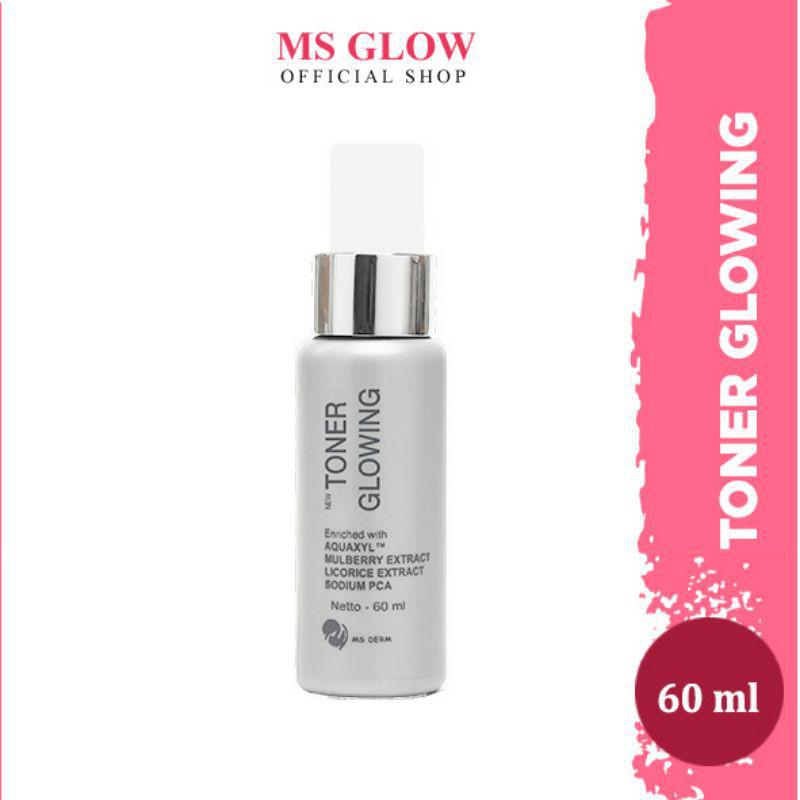 MS GLOW
OFFICIAL SHOP
NEW TONER
GLOWING
Enriched with
AQUAXYL™
MULBERRY EXTRACT
LICORICE EXTRACT
SODIUM PCA
Netto - 60 ml
MS DERM
TONER GLOWING
60 ml